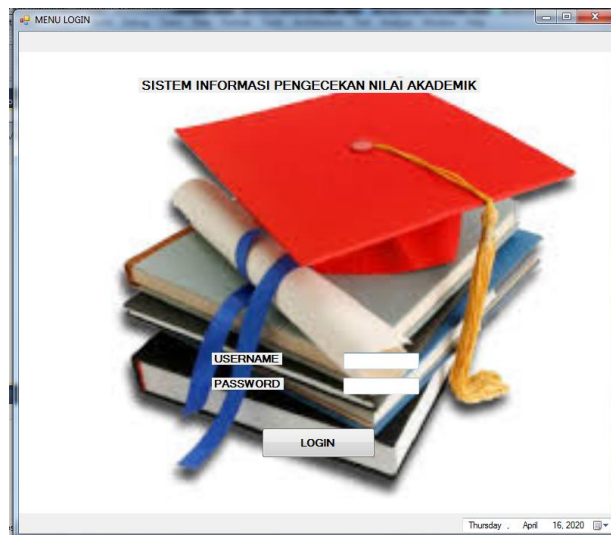 MENU LOGIN
SISTEM INFORMASI PENGECEKAN NILAI AKADEMIK
USERNAME
PASSWORD
LOGIN
Thursday , April 16, 2020